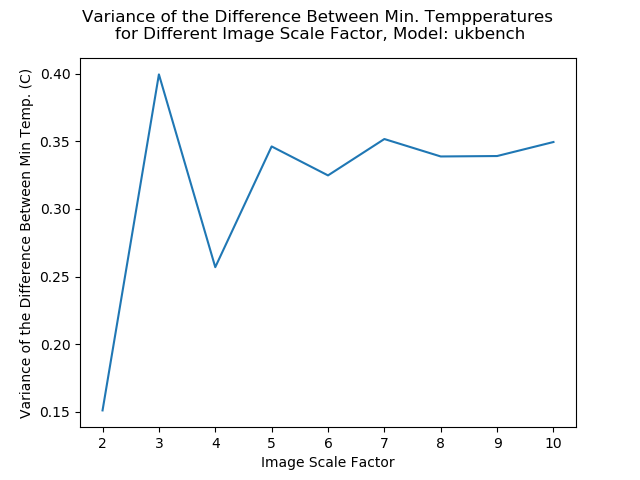 Variance of the Difference Between Min. Tempperatures
for Different Image Scale Factor, Model: ukbench
Variance of the Difference Between Min Temp. (C)
0.40
0.35
0.30
0.25
0.20
0.15
2 3 4 5 6 7 8 9 10
Image Scale Factor